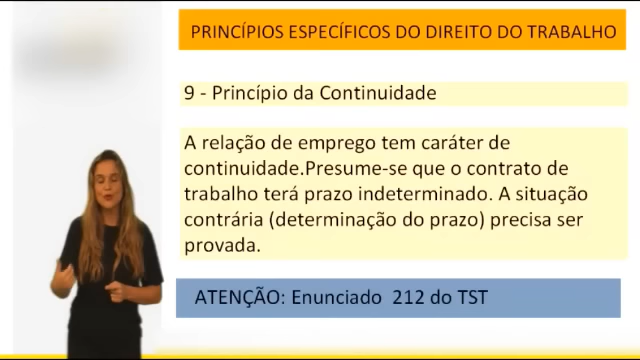 PRINCÍPIOS ESPECÍFICOS DO DIREITO DO TRABALHO
9 - Princípio da Continuidade
A relação de emprego tem caráter de
continuidade.Presume-se que o contrato de
trabalho terá prazo indeterminado. A situação
contrária (determinação do prazo) precisa ser
provada.
ATENÇÃO: Enunciado  212 do TST